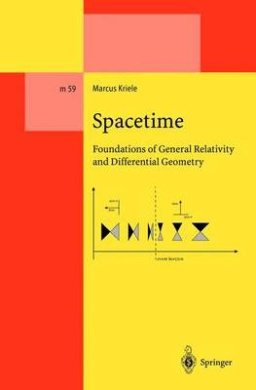 m 59
Marcus Kriele
Spacetime
Foundations of General Relativity
and Differential Geometry
Springer